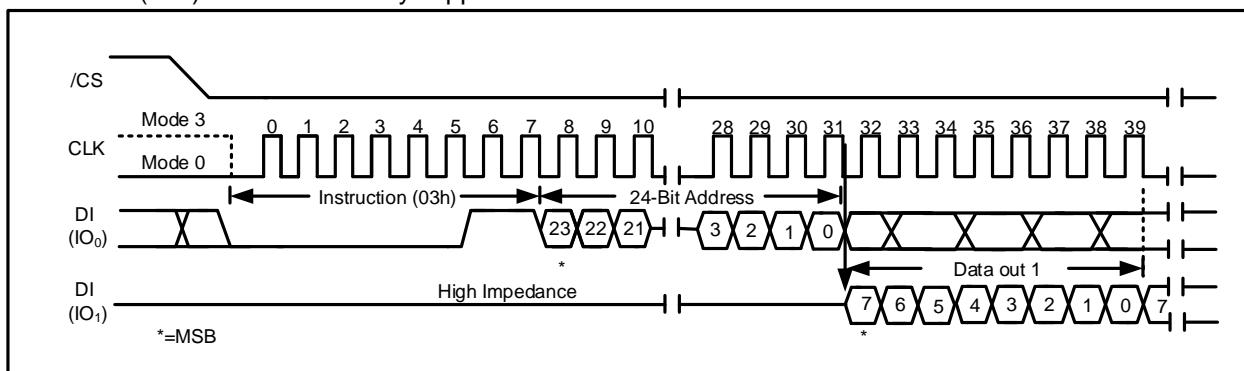 /CS
Mode 3
0 1 2 3 4 5 6 7 8 9 10 28 29 30 31 32 33 34 35 36 37 38 39
CLK
Mode 0
Instruction (03h) 24-Bit Address
DI
(IO0)
23 22 21 3 2 1 0
*
Data out 1
DI
(IO1)
High Impedance
7 6 5 4 3 2 1 0 7
*=MSB *